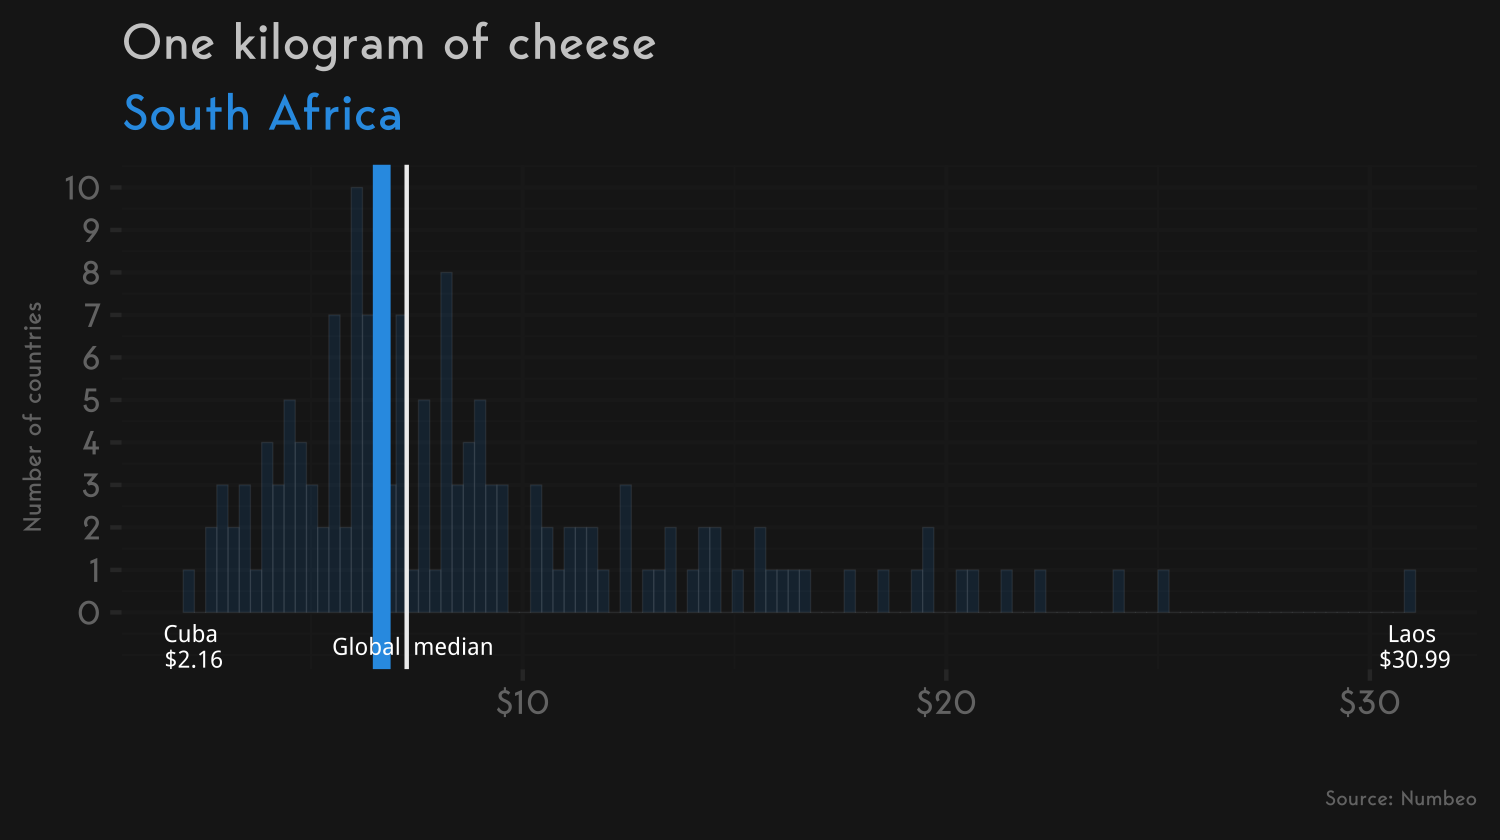 One kilogram of cheese
South Africa
Number of countries
10
9
8
7
6
5
4
3
2
1
0
Cuba
$2.16
Global median
Laos
$30.99
$10
$20
$30
Source: Numbeo